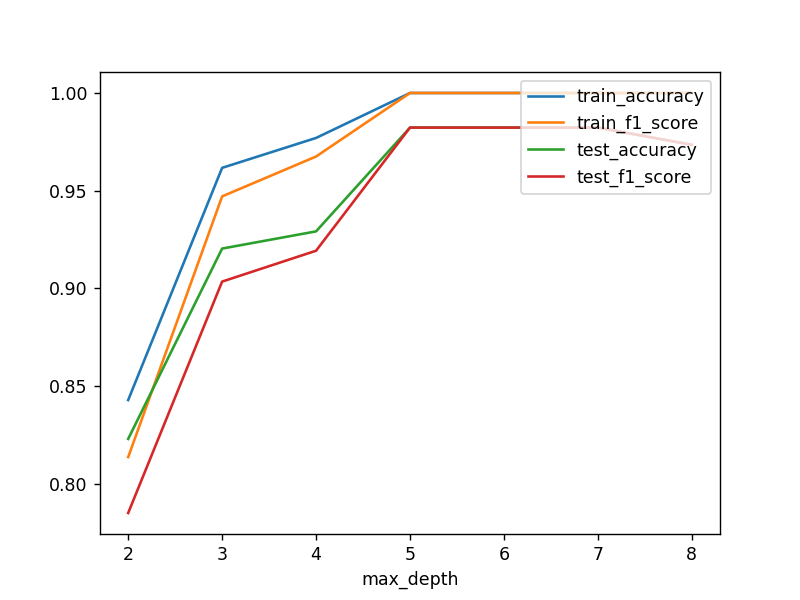 1.00
0.95
0.90
0.85
0.80
train_accuracy
train_f1_score
test_accuracy
test_f1_score
2 3 4 5 6 7 8
max_depth